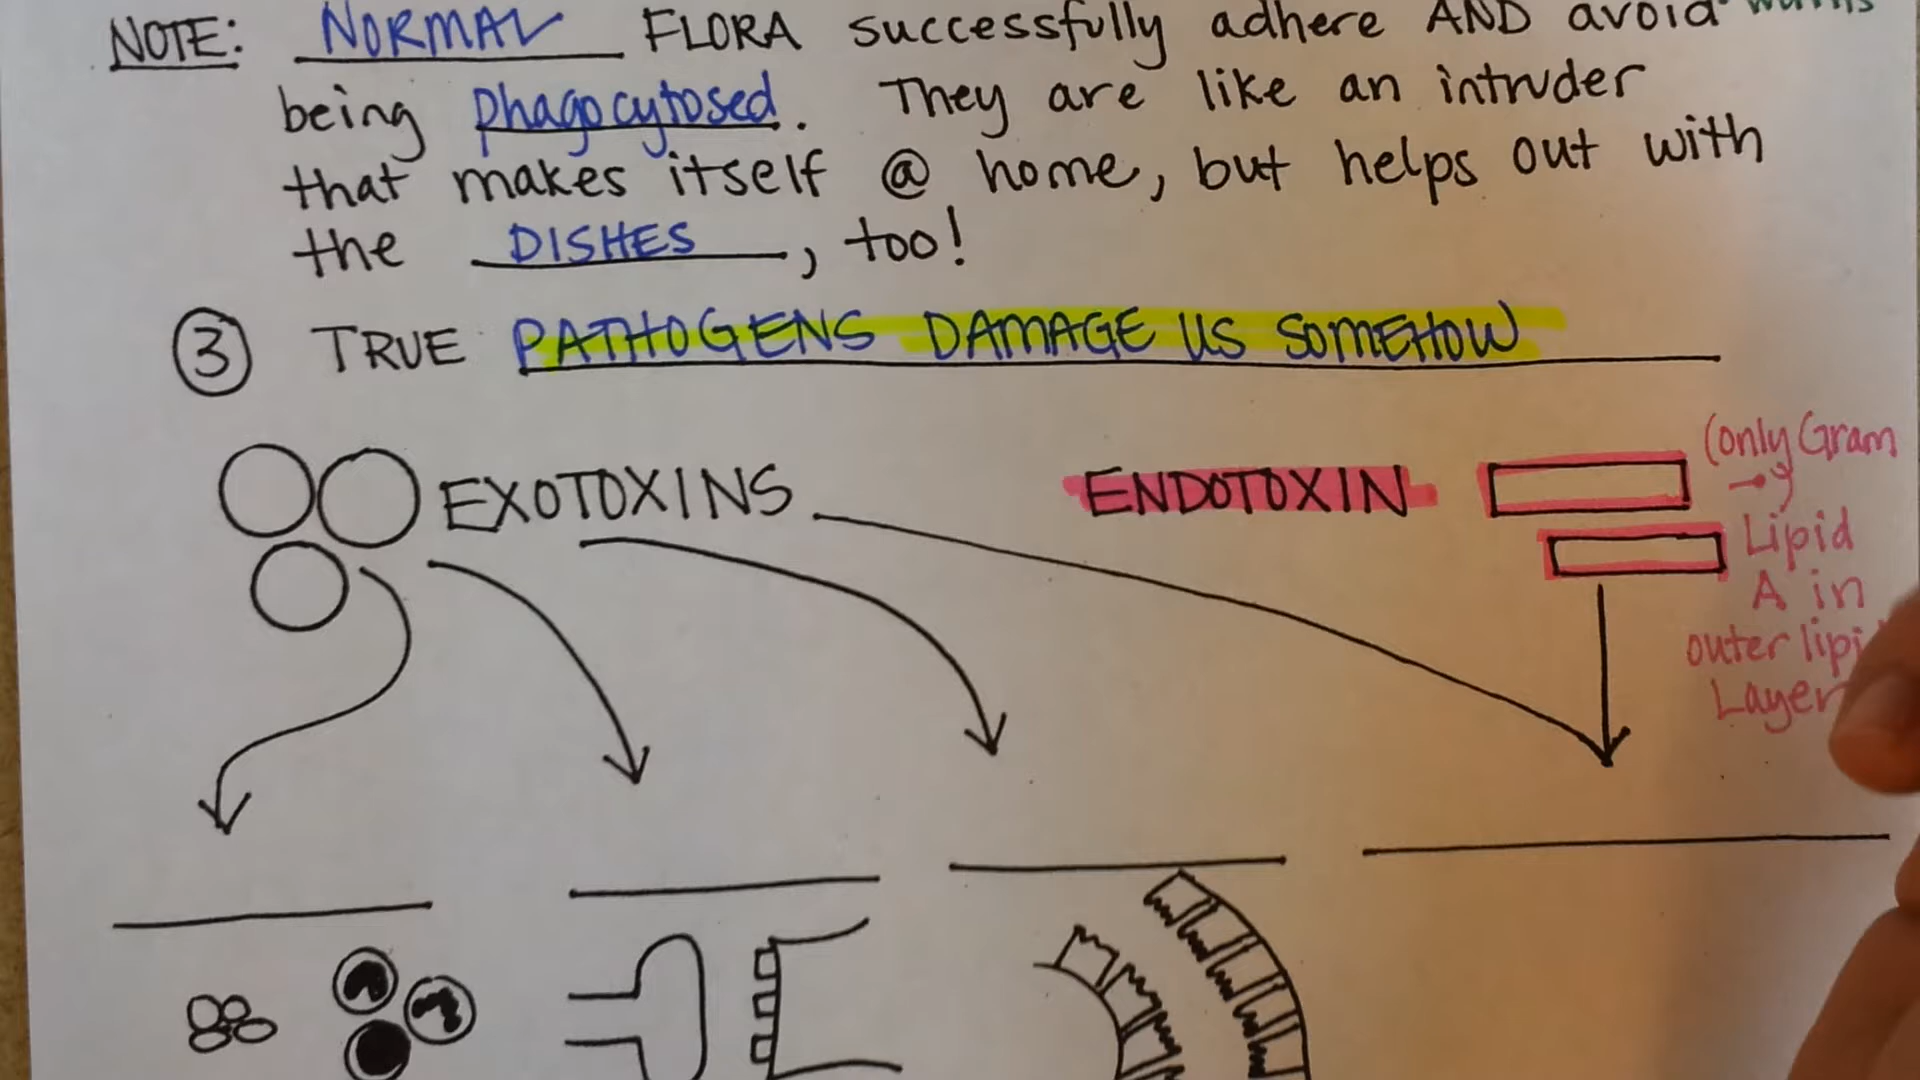 NOTE: NORMAL FLORA successfully adhere AND avoid
being phagocytosed. They are like an intruder
that makes itself @ home, but helps out with
the DISHES, too!
③ TRUE PATHOGENS DAMAGE US SOMEHOW
EXOTOXINS
ENDOTOXIN
(only Gram
-)
Lipid
A in
outer lipi
Layer